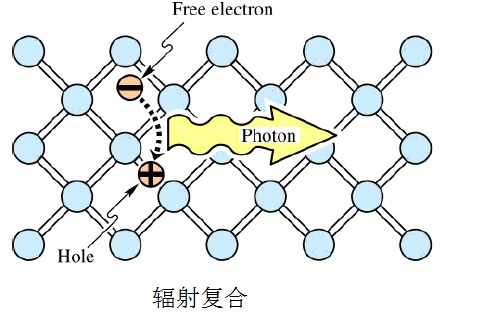 Free electron
Photon
Hole
辐射复合